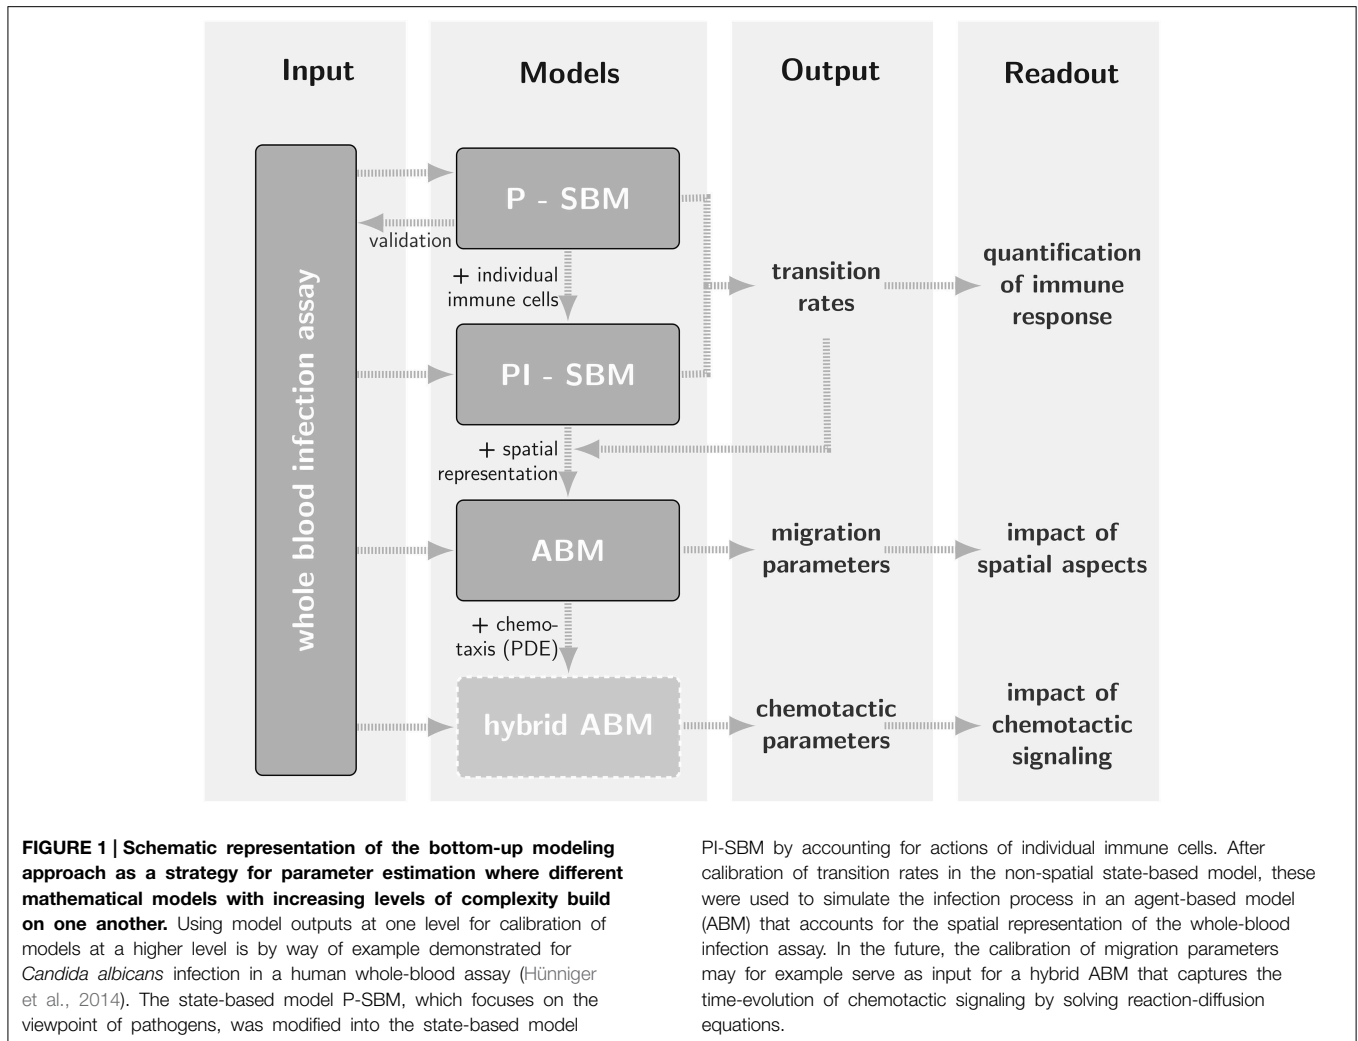 Input
Models
Output
Readout
whole blood infection assay
P - SBM
validation
+ individual
immune cells
PI - SBM
+ spatial
representation
ABM
+ chemo-
taxis (PDE)
hybrid ABM
transition
rates
migration
parameters
chemotactic
parameters
quantification
of immune
response
impact of
spatial aspects
impact of
chemotactic
signaling
FIGURE 1 | Schematic representation of the bottom-up modeling
approach as a strategy for parameter estimation where different
mathematical models with increasing levels of complexity build
on one another. Using model outputs at one level for calibration of
models at a higher level is by way of example demonstrated for
Candida albicans infection in a human whole-blood assay (Hünniger
et al., 2014). The state-based model P-SBM, which focuses on the
viewpoint of pathogens, was modified into the state-based model
PI-SBM by accounting for actions of individual immune cells. After
calibration of transition rates in the non-spatial state-based model, these
were used to simulate the infection process in an agent-based model
(ABM) that accounts for the spatial representation of the whole-blood
infection assay. In the future, the calibration of migration parameters
may for example serve as input for a hybrid ABM that captures the
time-evolution of chemotactic signaling by solving reaction-diffusion
equations.